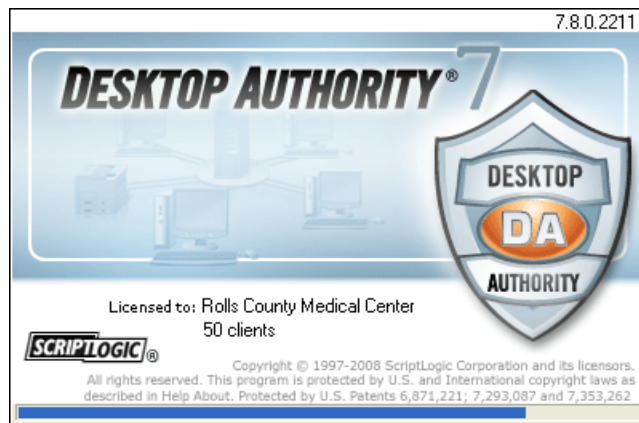 7.8.0.2211
DESKTOP AUTHORITY® 7
DESKTOP
DA
AUTHORITY
Licensed to: Rolls County Medical Center
50 clients
SCRIPTLOGIC®
Copyright © 1997-2008 ScriptLogic Corporation and its licensors.
All rights reserved. This program is protected by U.S. and International copyright laws as
described in Help About. Protected by U.S. Patents 6,871,221; 7,293,087 and 7,353,262